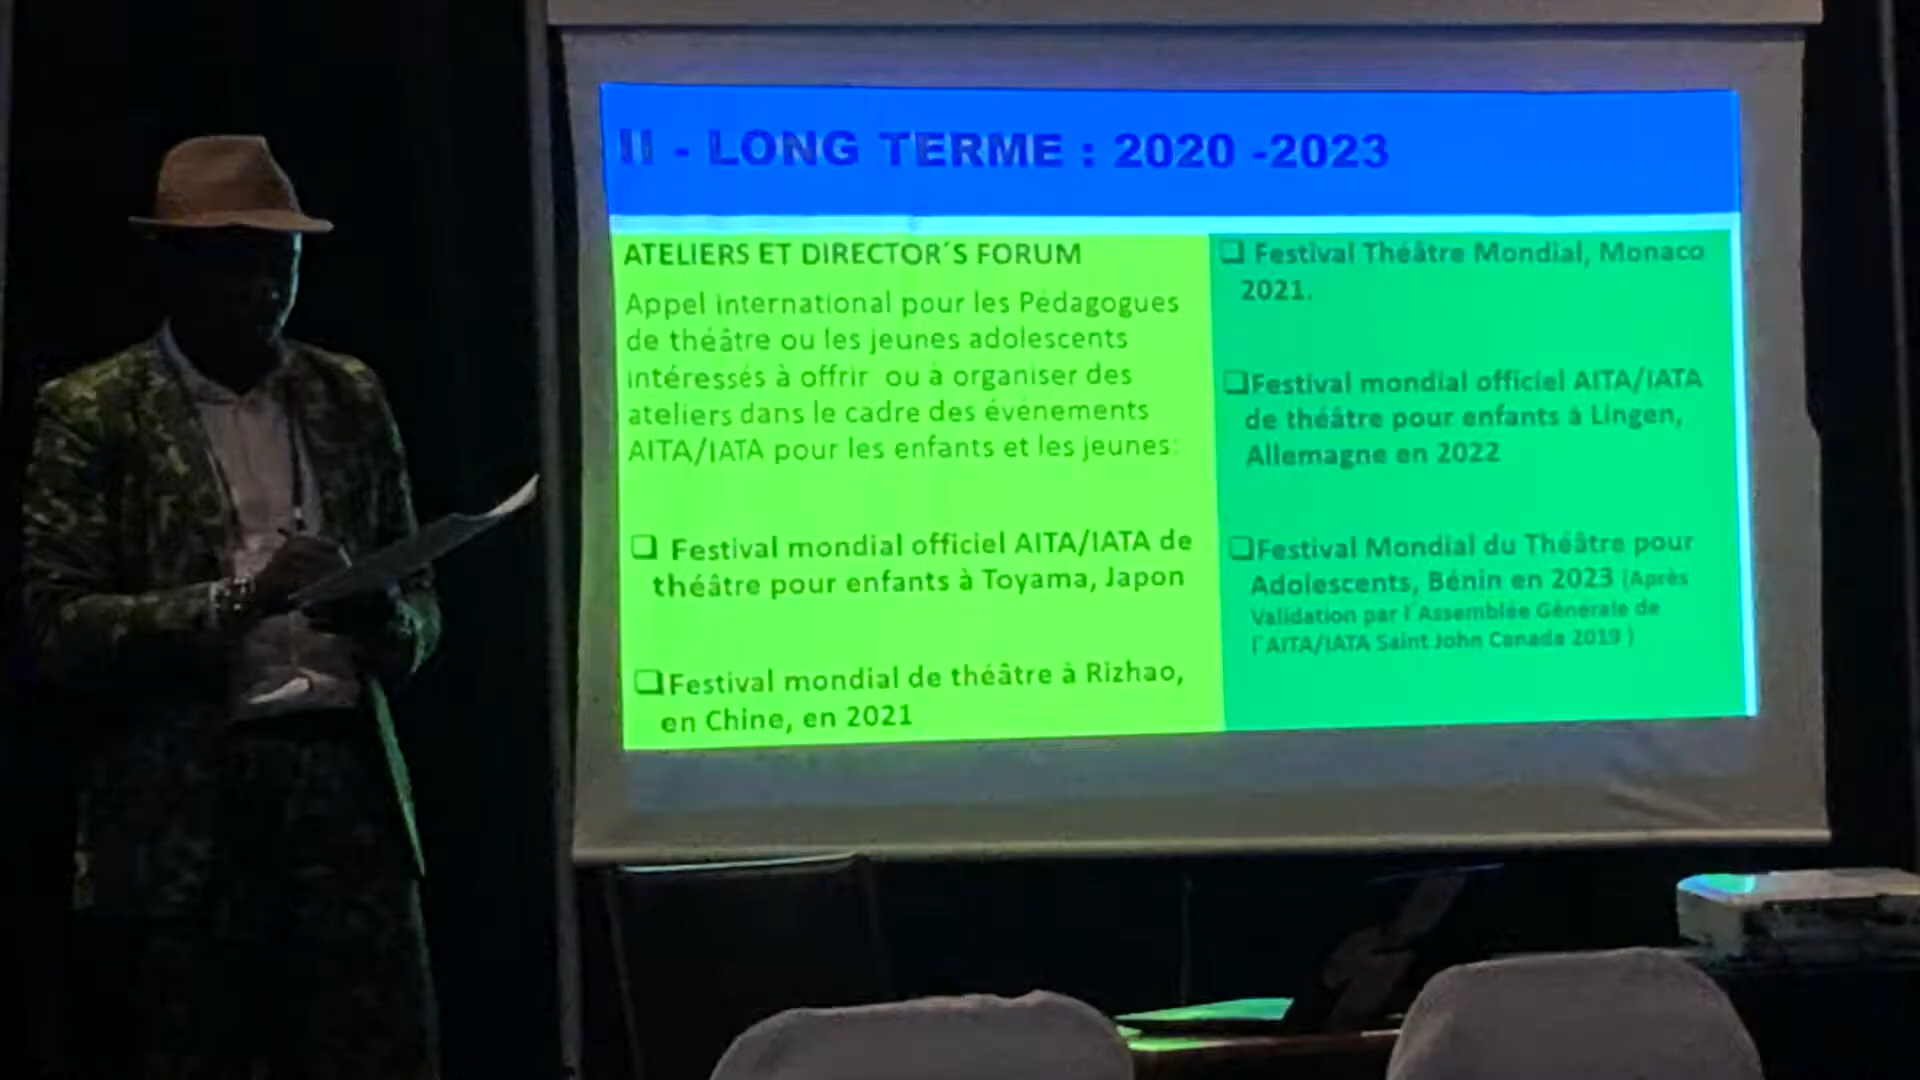 II - LONG TERME : 2020 -2023
ATELIERS ET DIRECTOR´S FORUM
Appel international pour les Pédagogues
de théâtre ou les jeunes adolescents
intéressés à offrir ou à organiser des
ateliers dans le cadre des événements
AITA/IATA pour les enfants et les jeunes:
❑ Festival mondial officiel AITA/IATA de
théâtre pour enfants à Toyama, Japon
❑Festival mondial de théâtre à Rizhao,
en Chine, en 2021
❑ Festival Théâtre Mondial, Monaco
2021.
❑Festival mondial officiel AITA/IATA
de théâtre pour enfants à Lingen,
Allemagne en 2022
❑Festival Mondial du Théâtre pour
Adolescents, Bénin en 2023 (Après
Validation par l´Assemblée Générale de
l´AITA/IATA Saint John Canada 2019 )